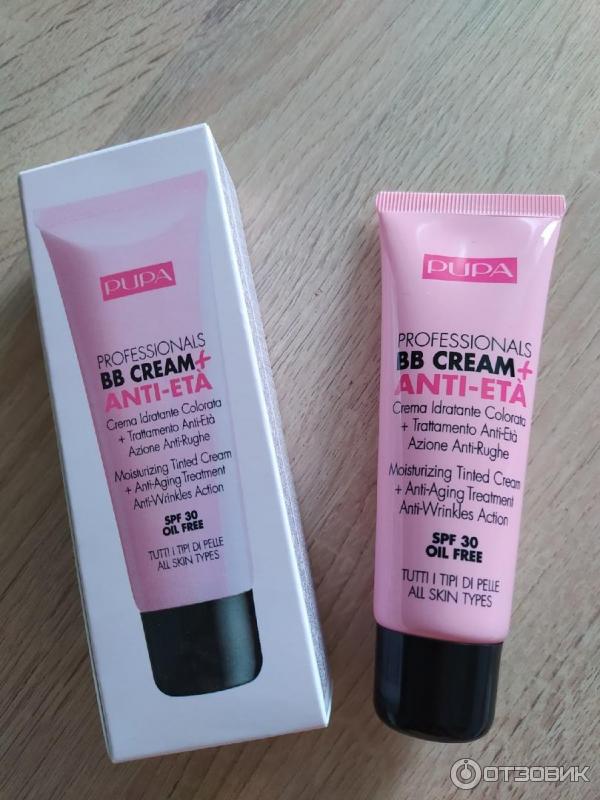 PUPA
PROFESSIONALS
BB CREAM+
ANTI-ETÀ
Crema Idratante Colorata
+ Trattamento Anti-Età
Azione Anti-Rughe
Moisturizing Tinted Cream
+ Anti-Aging Treatment
Anti-Wrinkles Action
SPF 30
OIL FREE
TUTTI I TIPI DI PELLE
ALL SKIN TYPES
PUPA
PROFESSIONALS
BB CREAM+
ANTI-ETÀ
Crema Idratante Colorata
+ Trattamento Anti-Età
Azione Anti-Rughe
Moisturizing Tinted Cream
+ Anti-Aging Treatment
Anti-Wrinkles Action
SPF 30
OIL FREE
TUTTI I TIPI DI PELLE
ALL SKIN TYPES
ОТЗОВИК